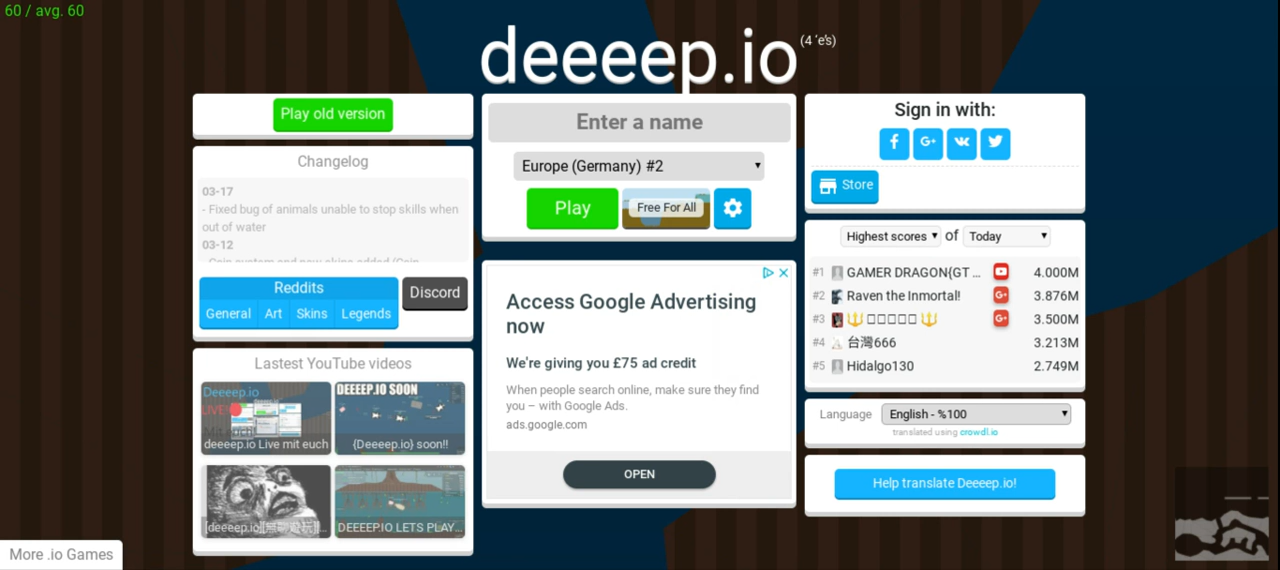 60 / avg. 60
deeeep.io
(4 'e's)
Play old version
Changelog
03-17
- Fixed bug of animals unable to stop skills when
out of water
03-12
Reddits
General Art Skins Legends
Discord
Lastest YouTube videos
Deeeep.io
LIVE
Mit euch
deeeep.io Live mit euch
DEEEEP.IO SOON
{Deeeep.io} soon!!
DEEEEP.IO LETS PLAY...
More .io Games
Enter a name
Europe (Germany) #2
Play
Free For All
Access Google Advertising
now
We're giving you £75 ad credit
When people search online, make sure they find
you – with Google Ads.
ads.google.com
OPEN
Sign in with:
Store
Highest scores of Today
#1 GAMER DRAGON{GT ... 4.000M
#2 Raven the Inmortal! G+ 3.876M
#3 G+ 3.500M
#4 台灣666 3.213M
#5 Hidalgo130 2.749M
Language English - %100
translated using crowdl.io
Help translate Deeeep.io!